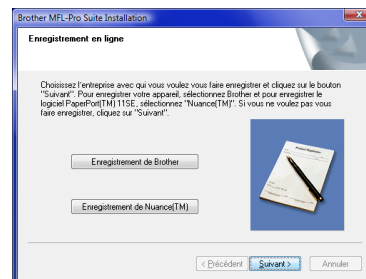 Brother MFL-Pro Suite Installation
Enregistrement en ligne
Choisissez l'entreprise avec qui vous voulez vous faire enregistrer et cliquez sur le bouton
"Suivant". Pour enregistrer votre appareil, sélectionnez Brother et pour enregistrer le
logiciel PaperPort(TM) 11SE, sélectionnez "Nuance(TM)". Si vous ne voulez pas vous
faire enregistrer, cliquez sur "Suivant".
Enregistrement de Brother
Enregistrement de Nuance(TM)
< Précédent
Suivant >
Annuler